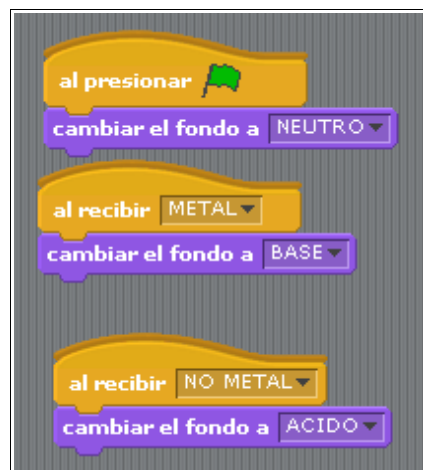 al presionar
cambiar el fondo a NEUTRO
al recibir METAL
cambiar el fondo a BASE
al recibir NO METAL
cambiar el fondo a ACIDO